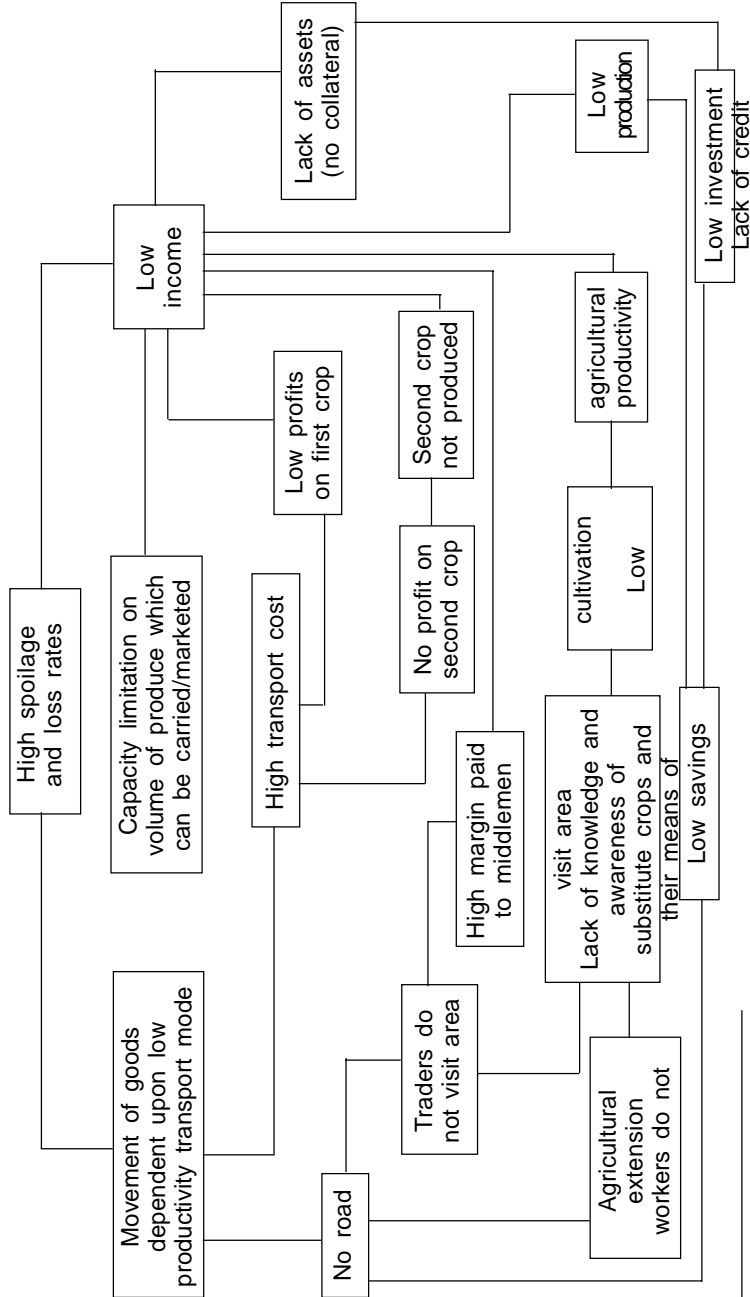 High spoilage
and loss rates
Movement of goods
dependent upon low
productivity transport mode
Capacity limitation on
volume of produce which
can be carried/marketed
Low
income
Lack of assets
(no collateral)
High transport cost
Low profits
on first crop
No road
Traders do
not visit area
No profit on
second crop
Second crop
not produced
High margin paid
to middlemen
Low
production
Agricultural
extension
workers do not
visit area
Lack of knowledge and
awareness of
substitute crops and
their means of
cultivation
Low
agricultural
productivity
Low savings
Low investment
Lack of credit